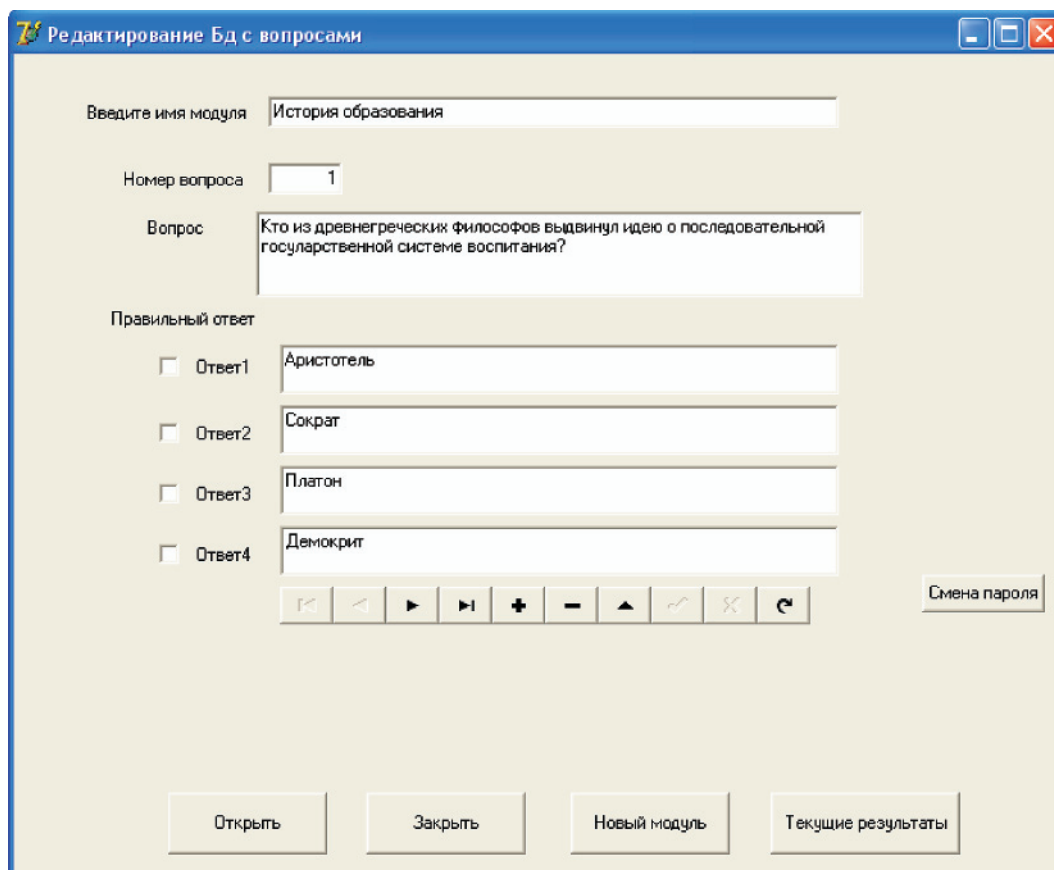 Редактирование Бд с вопросами
Введите имя модуля
История образования
Номер вопроса
1
Вопрос
Кто из древнегреческих философов выдвинул идею о последовательной
государственной системе воспитания?
Правильный ответ
Ответ1
Аристотель
Ответ2
Сократ
Ответ3
Платон
Ответ4
Демокрит
Смена пароля
Открыть
Закрыть
Новый модуль
Текущие результаты